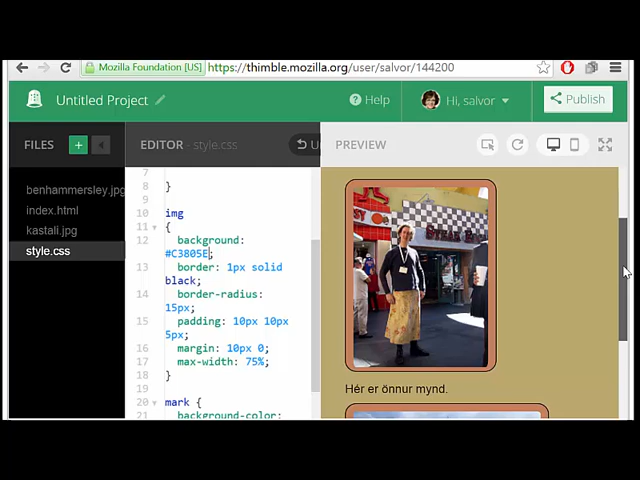 Mozilla Foundation [US] https://thimble.mozilla.org/user/salvor/144200
Untitled Project Help Hi, salvor Publish
FILES EDITOR - style.css PREVIEW
benhammersley.jpg
index.html
kastali.jpg
style.css
7
8 }
9
10 img
11 {
12 background:
#C3805E;
13 border: 1px solid
black;
14 border-radius:
15px;
15 padding: 10px 10px
5px;
16 margin: 10px 0;
17 max-width: 75%;
18 }
19
20 mark {
21 background-color:
Hér er önnur mynd.